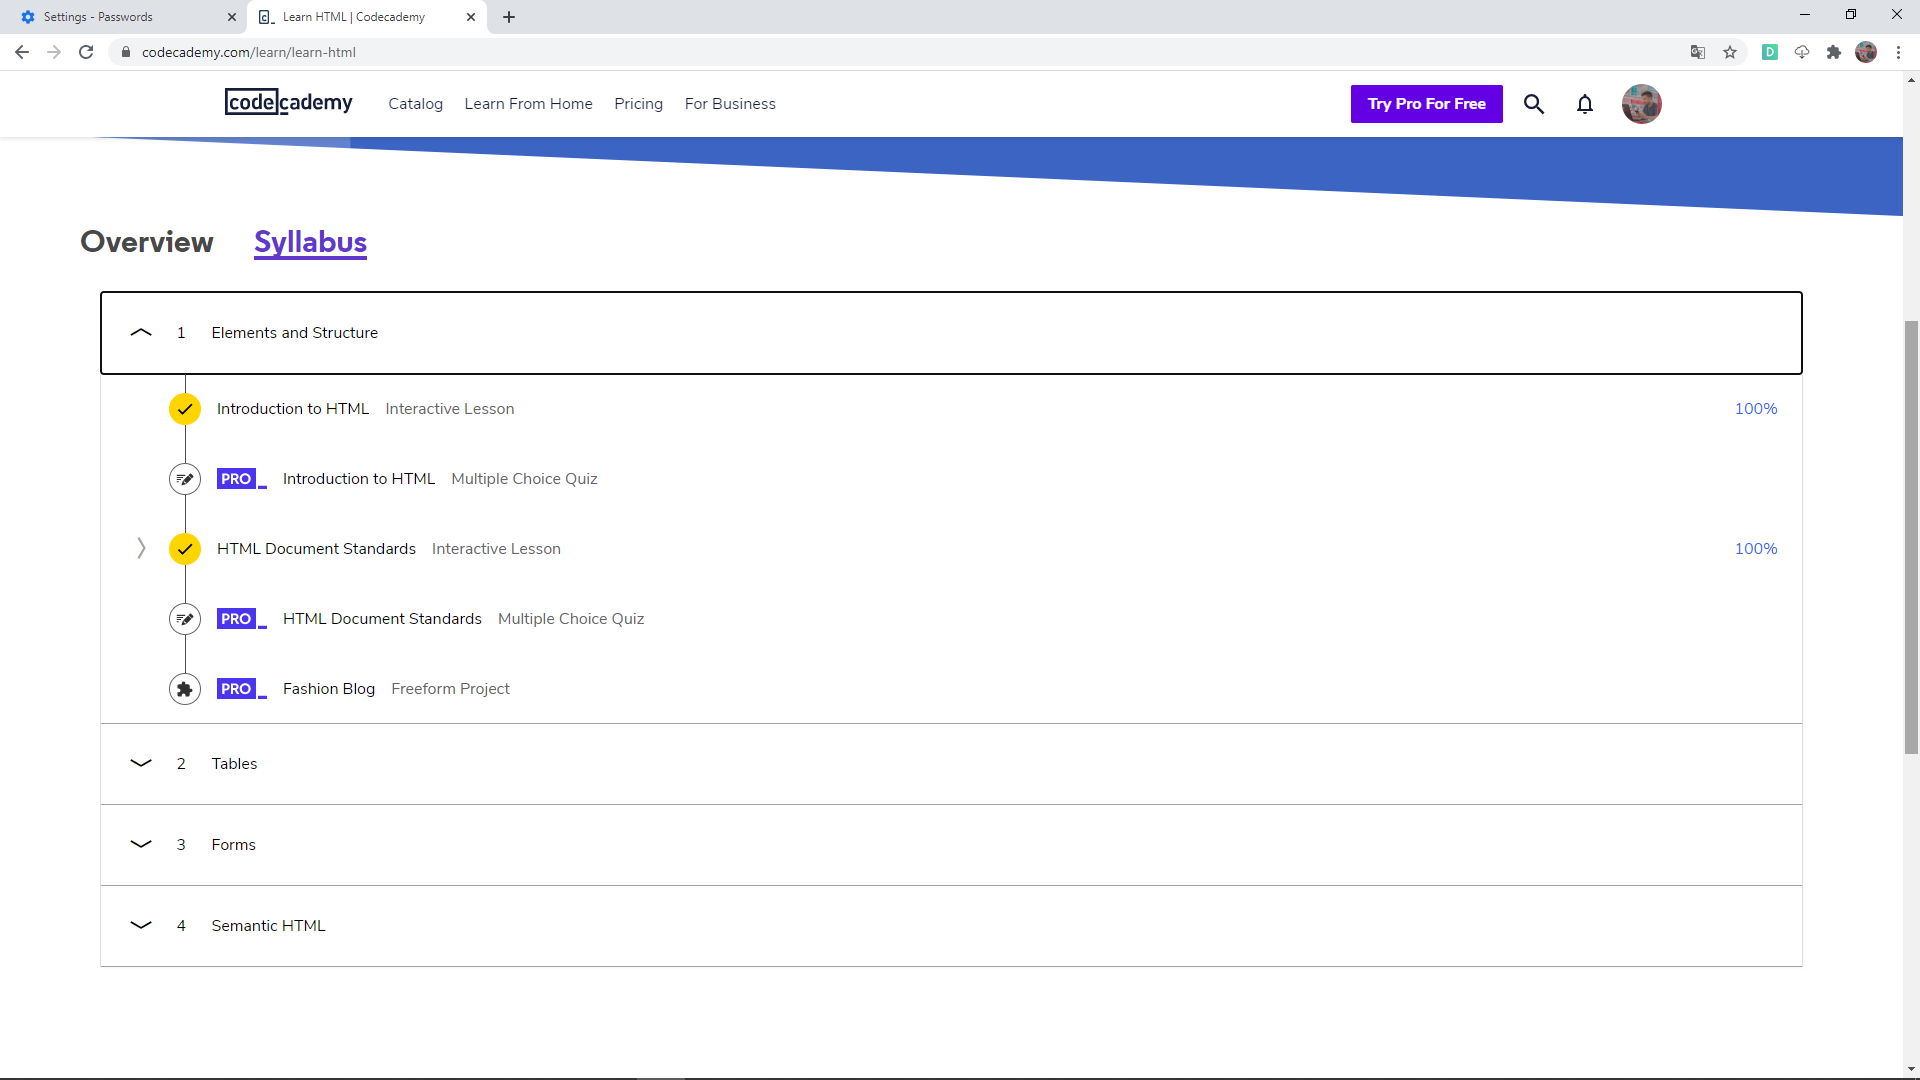 Settings - Passwords
Learn HTML | Codecademy
codecademy.com/learn/learn-html
D
codecademy
Catalog
Learn From Home
Pricing
For Business
Try Pro For Free
Overview
Syllabus
1 Elements and Structure
Introduction to HTML Interactive Lesson 100%
PRO Introduction to HTML Multiple Choice Quiz
HTML Document Standards Interactive Lesson 100%
PRO HTML Document Standards Multiple Choice Quiz
PRO Fashion Blog Freeform Project
2 Tables
3 Forms
4 Semantic HTML